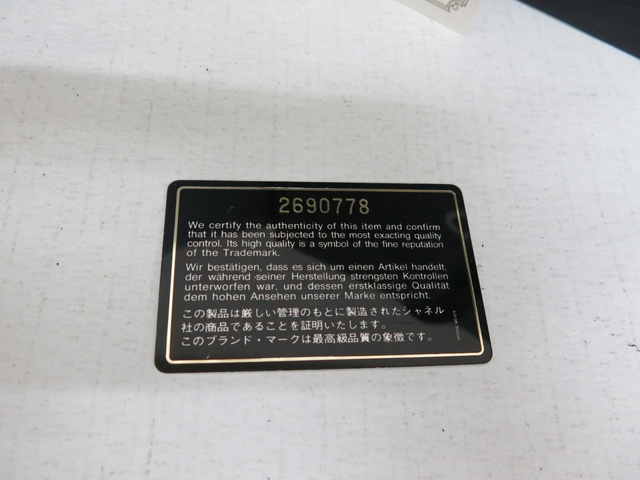 2690778
We certify the authenticity of this item and confirm
that it has been subjected to the most exacting quality
control. Its high quality is a symbol of the fine reputation
of the Trademark.
Wir bestätigen, dass es sich um einen Artikel handelt,
der während seiner Herstellung strengsten Kontrollen
unterworfen war, und dessen erstklassige Qualität
dem hohen Ansehen unserer Marke entspricht.
この製品は厳しい管理のもとに製造されたシャネル
社の商品であることを証明いたします。
このブランド・マークは最高級品質の象徴です。